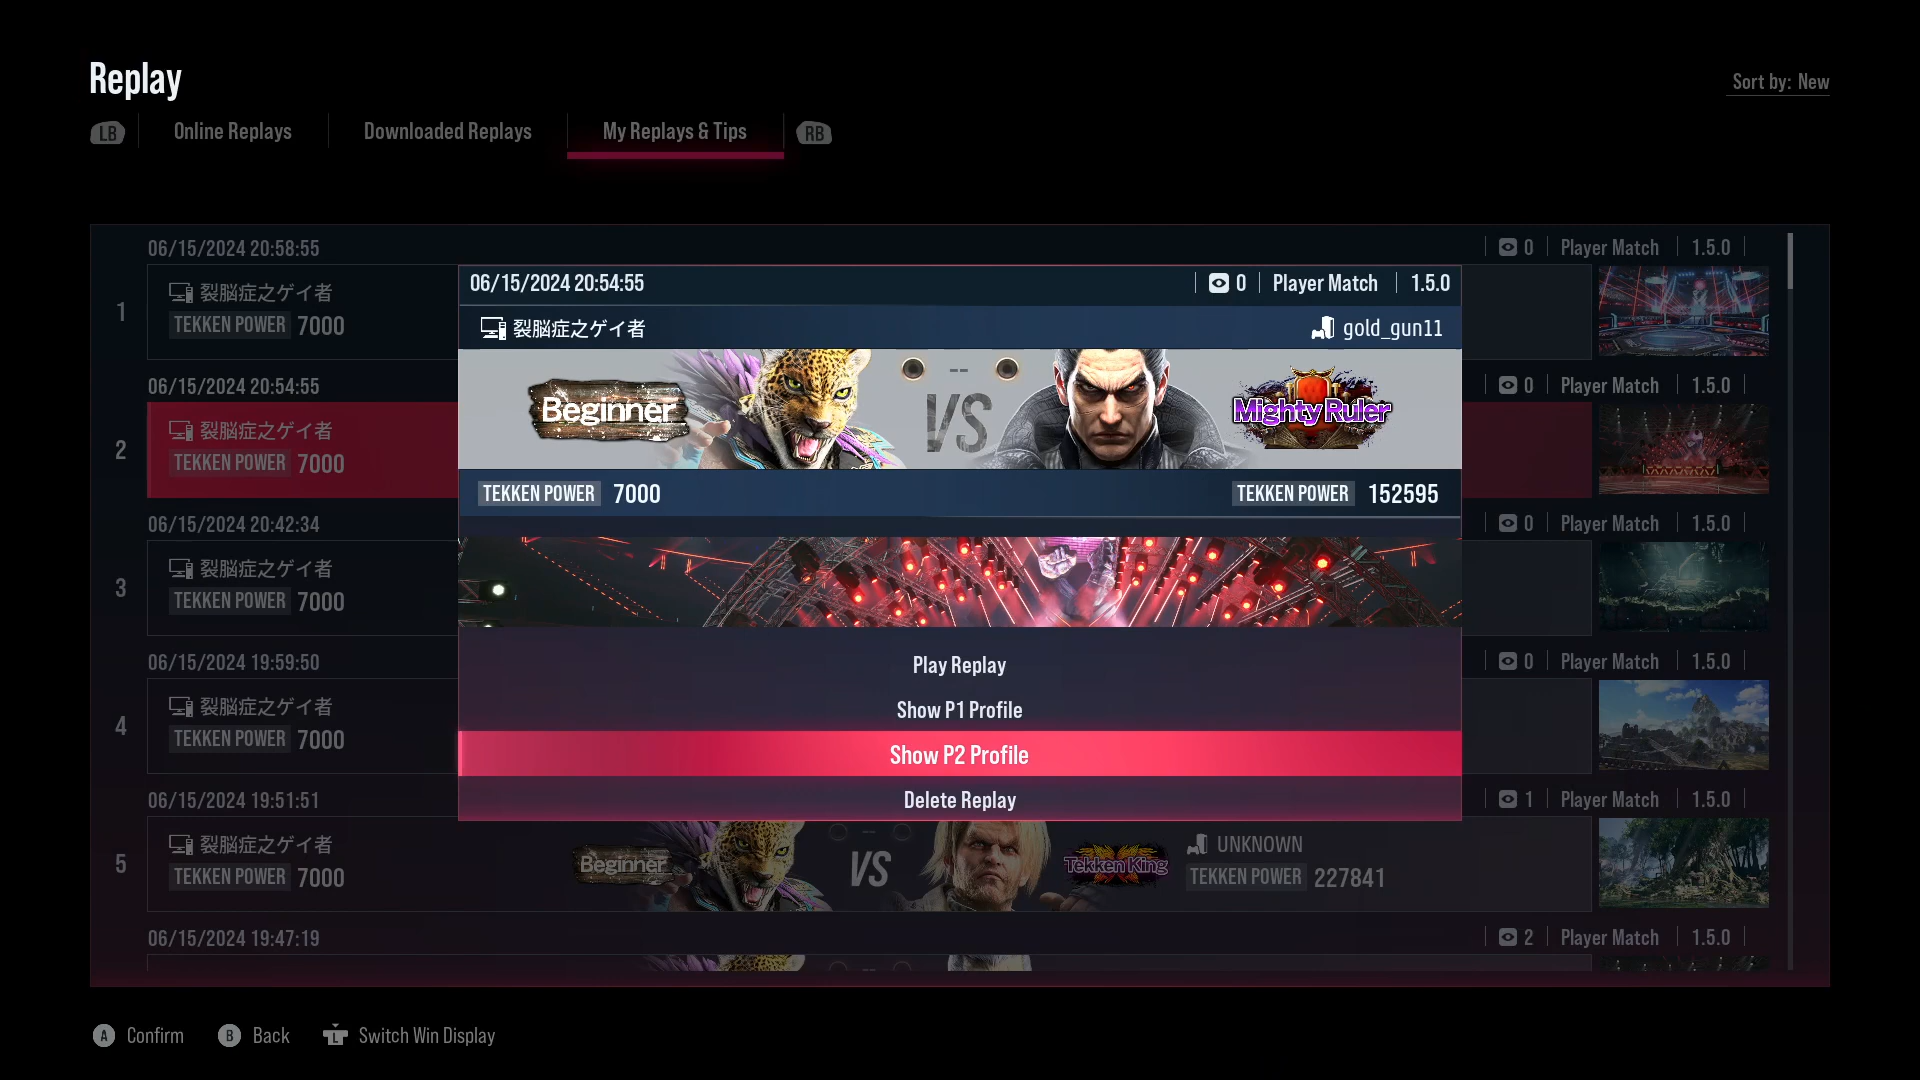 Replay
Sort by: New
LB Online Replays Downloaded Replays My Replays & Tips RB
06/15/2024 20:58:55 0 Player Match 1.5.0
1 裂脳症之ゲイ者
TEKKEN POWER 7000
06/15/2024 20:54:55 0 Player Match 1.5.0
2 裂脳症之ゲイ者
TEKKEN POWER 7000
06/15/2024 20:42:34 0 Player Match 1.5.0
3 裂脳症之ゲイ者
TEKKEN POWER 7000
06/15/2024 19:59:50 0 Player Match 1.5.0
4 裂脳症之ゲイ者
TEKKEN POWER 7000
06/15/2024 19:51:51 1 Player Match 1.5.0
5 裂脳症之ゲイ者 Beginner VS Tekken King UNKNOWN
TEKKEN POWER 7000 TEKKEN POWER 227841
06/15/2024 19:47:19 2 Player Match 1.5.0
06/15/2024 20:54:55 0 Player Match 1.5.0
裂脳症之ゲイ者 gold_gun11
--
Beginner VS Mighty Ruler
TEKKEN POWER 7000 TEKKEN POWER 152595
Play Replay
Show P1 Profile
Show P2 Profile
Delete Replay
A Confirm B Back L Switch Win Display